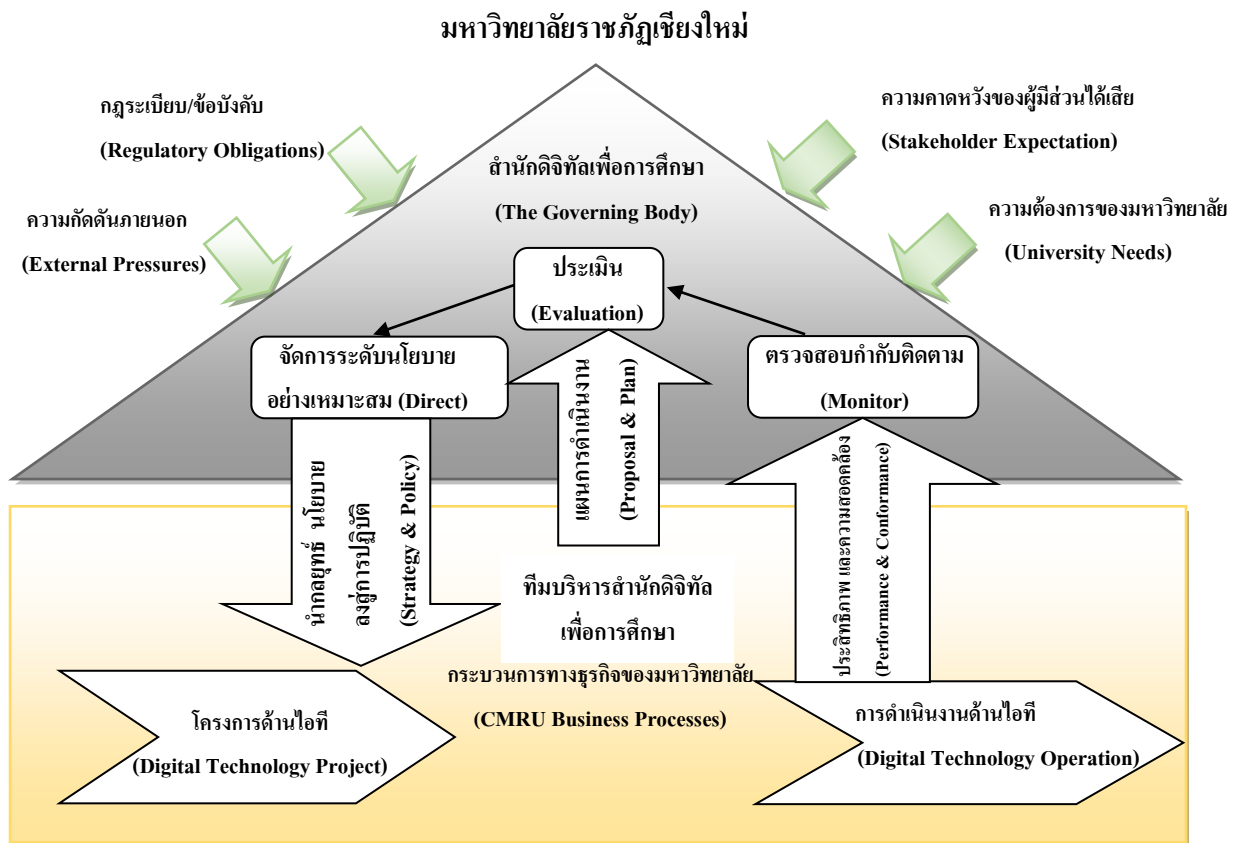 มหาวิทยาลัยราชภัฏเชียงใหม่
กฎระเบียบ/ข้อบังคับ
(Regulatory Obligations)
ความคาดหวังของผู้มีส่วนได้เสีย
(Stakeholder Expectation)
สำนักดิจิทัลเพื่อการศึกษา
(The Governing Body)
ความกัดดันภายนอก
(External Pressures)
ความต้องการของมหาวิทยาลัย
(University Needs)
ประเมิน
(Evaluation)
จัดการระดับนโยบาย
อย่างเหมาะสม (Direct)
ตรวจสอบกำกับติดตาม
(Monitor)
นำกลยุทธ์ นโยบาย
ลงสู่การปฏิบัติ
(Strategy & Policy)
แผนการดำเนินงาน
(Proposal & Plan)
ประสิทธิภาพ และความสอดคล้อง
(Performance & Conformance)
ทีมบริหารสำนักดิจิทัล
เพื่อการศึกษา
กระบวนการทางธุรกิจของมหาวิทยาลัย
(CMRU Business Processes)
โครงการด้านไอที
(Digital Technology Project)
การดำเนินงานด้านไอที
(Digital Technology Operation)